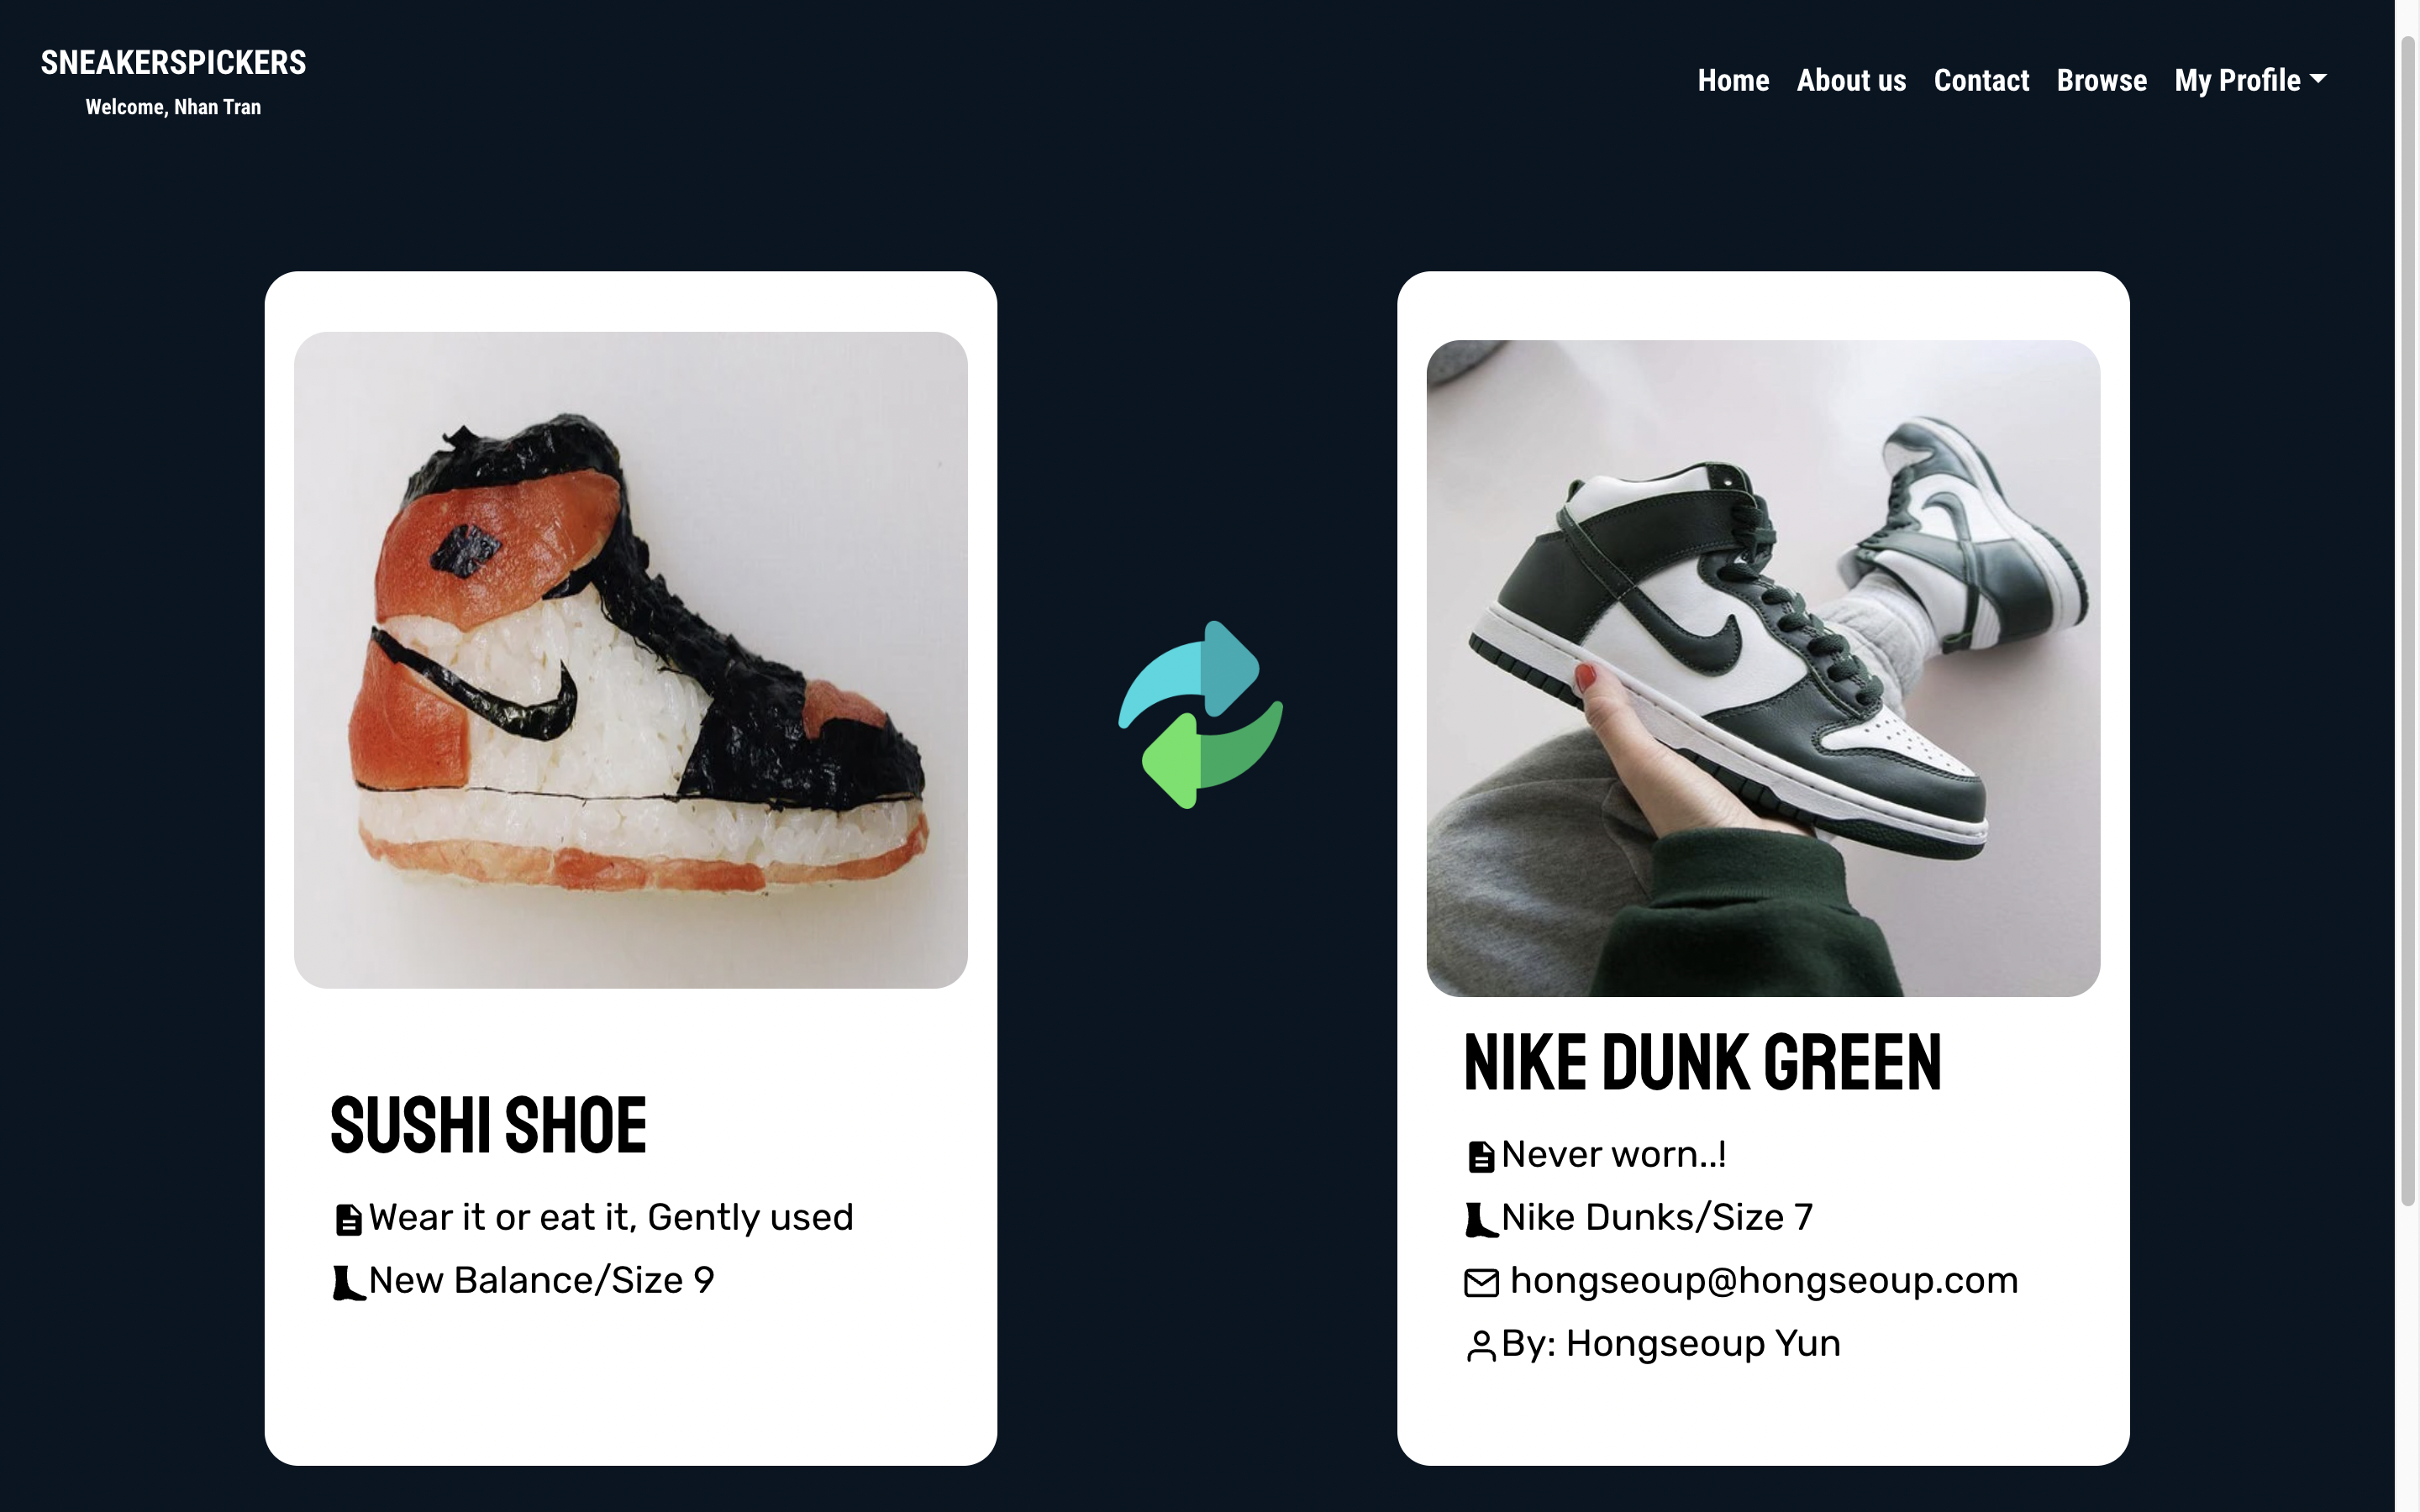 SNEAKERSPICKERS
Welcome, Nhan Tran
Home About us Contact Browse My Profile
SUSHI SHOE
Wear it or eat it, Gently used
New Balance/Size 9
NIKE DUNK GREEN
Never worn..!
Nike Dunks/Size 7
hongseoup@hongseoup.com
By: Hongseoup Yun